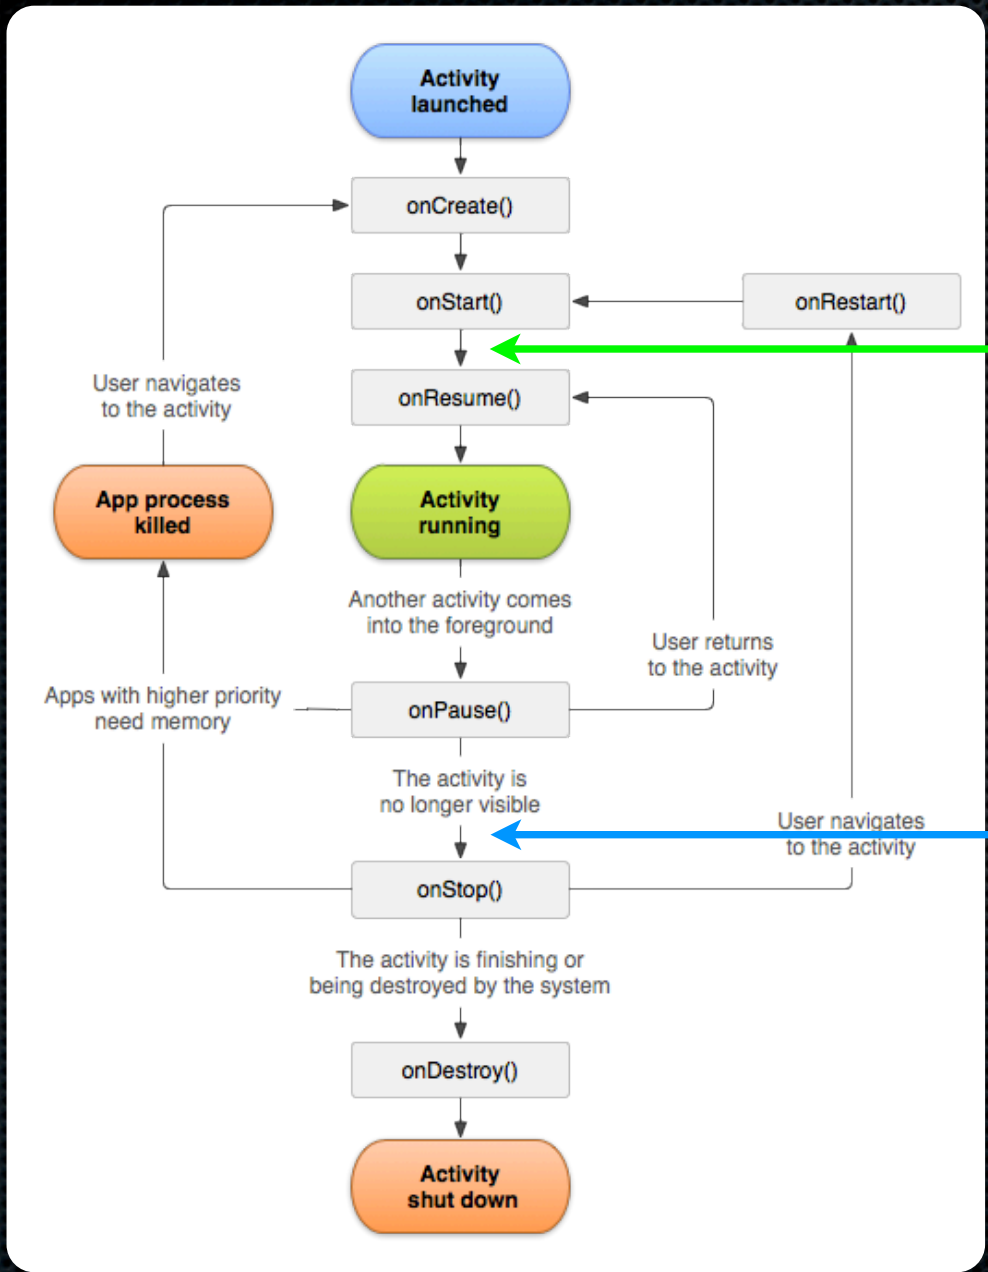 Activity
launched
onCreate()
onStart()
onRestart()
User navigates
to the activity
onResume()
App process
killed
Activity
running
Another activity comes
into the foreground
User returns
to the activity
Apps with higher priority
need memory
onPause()
The activity is
no longer visible
User navigates
to the activity
onStop()
The activity is finishing or
being destroyed by the system
onDestroy()
Activity
shut down